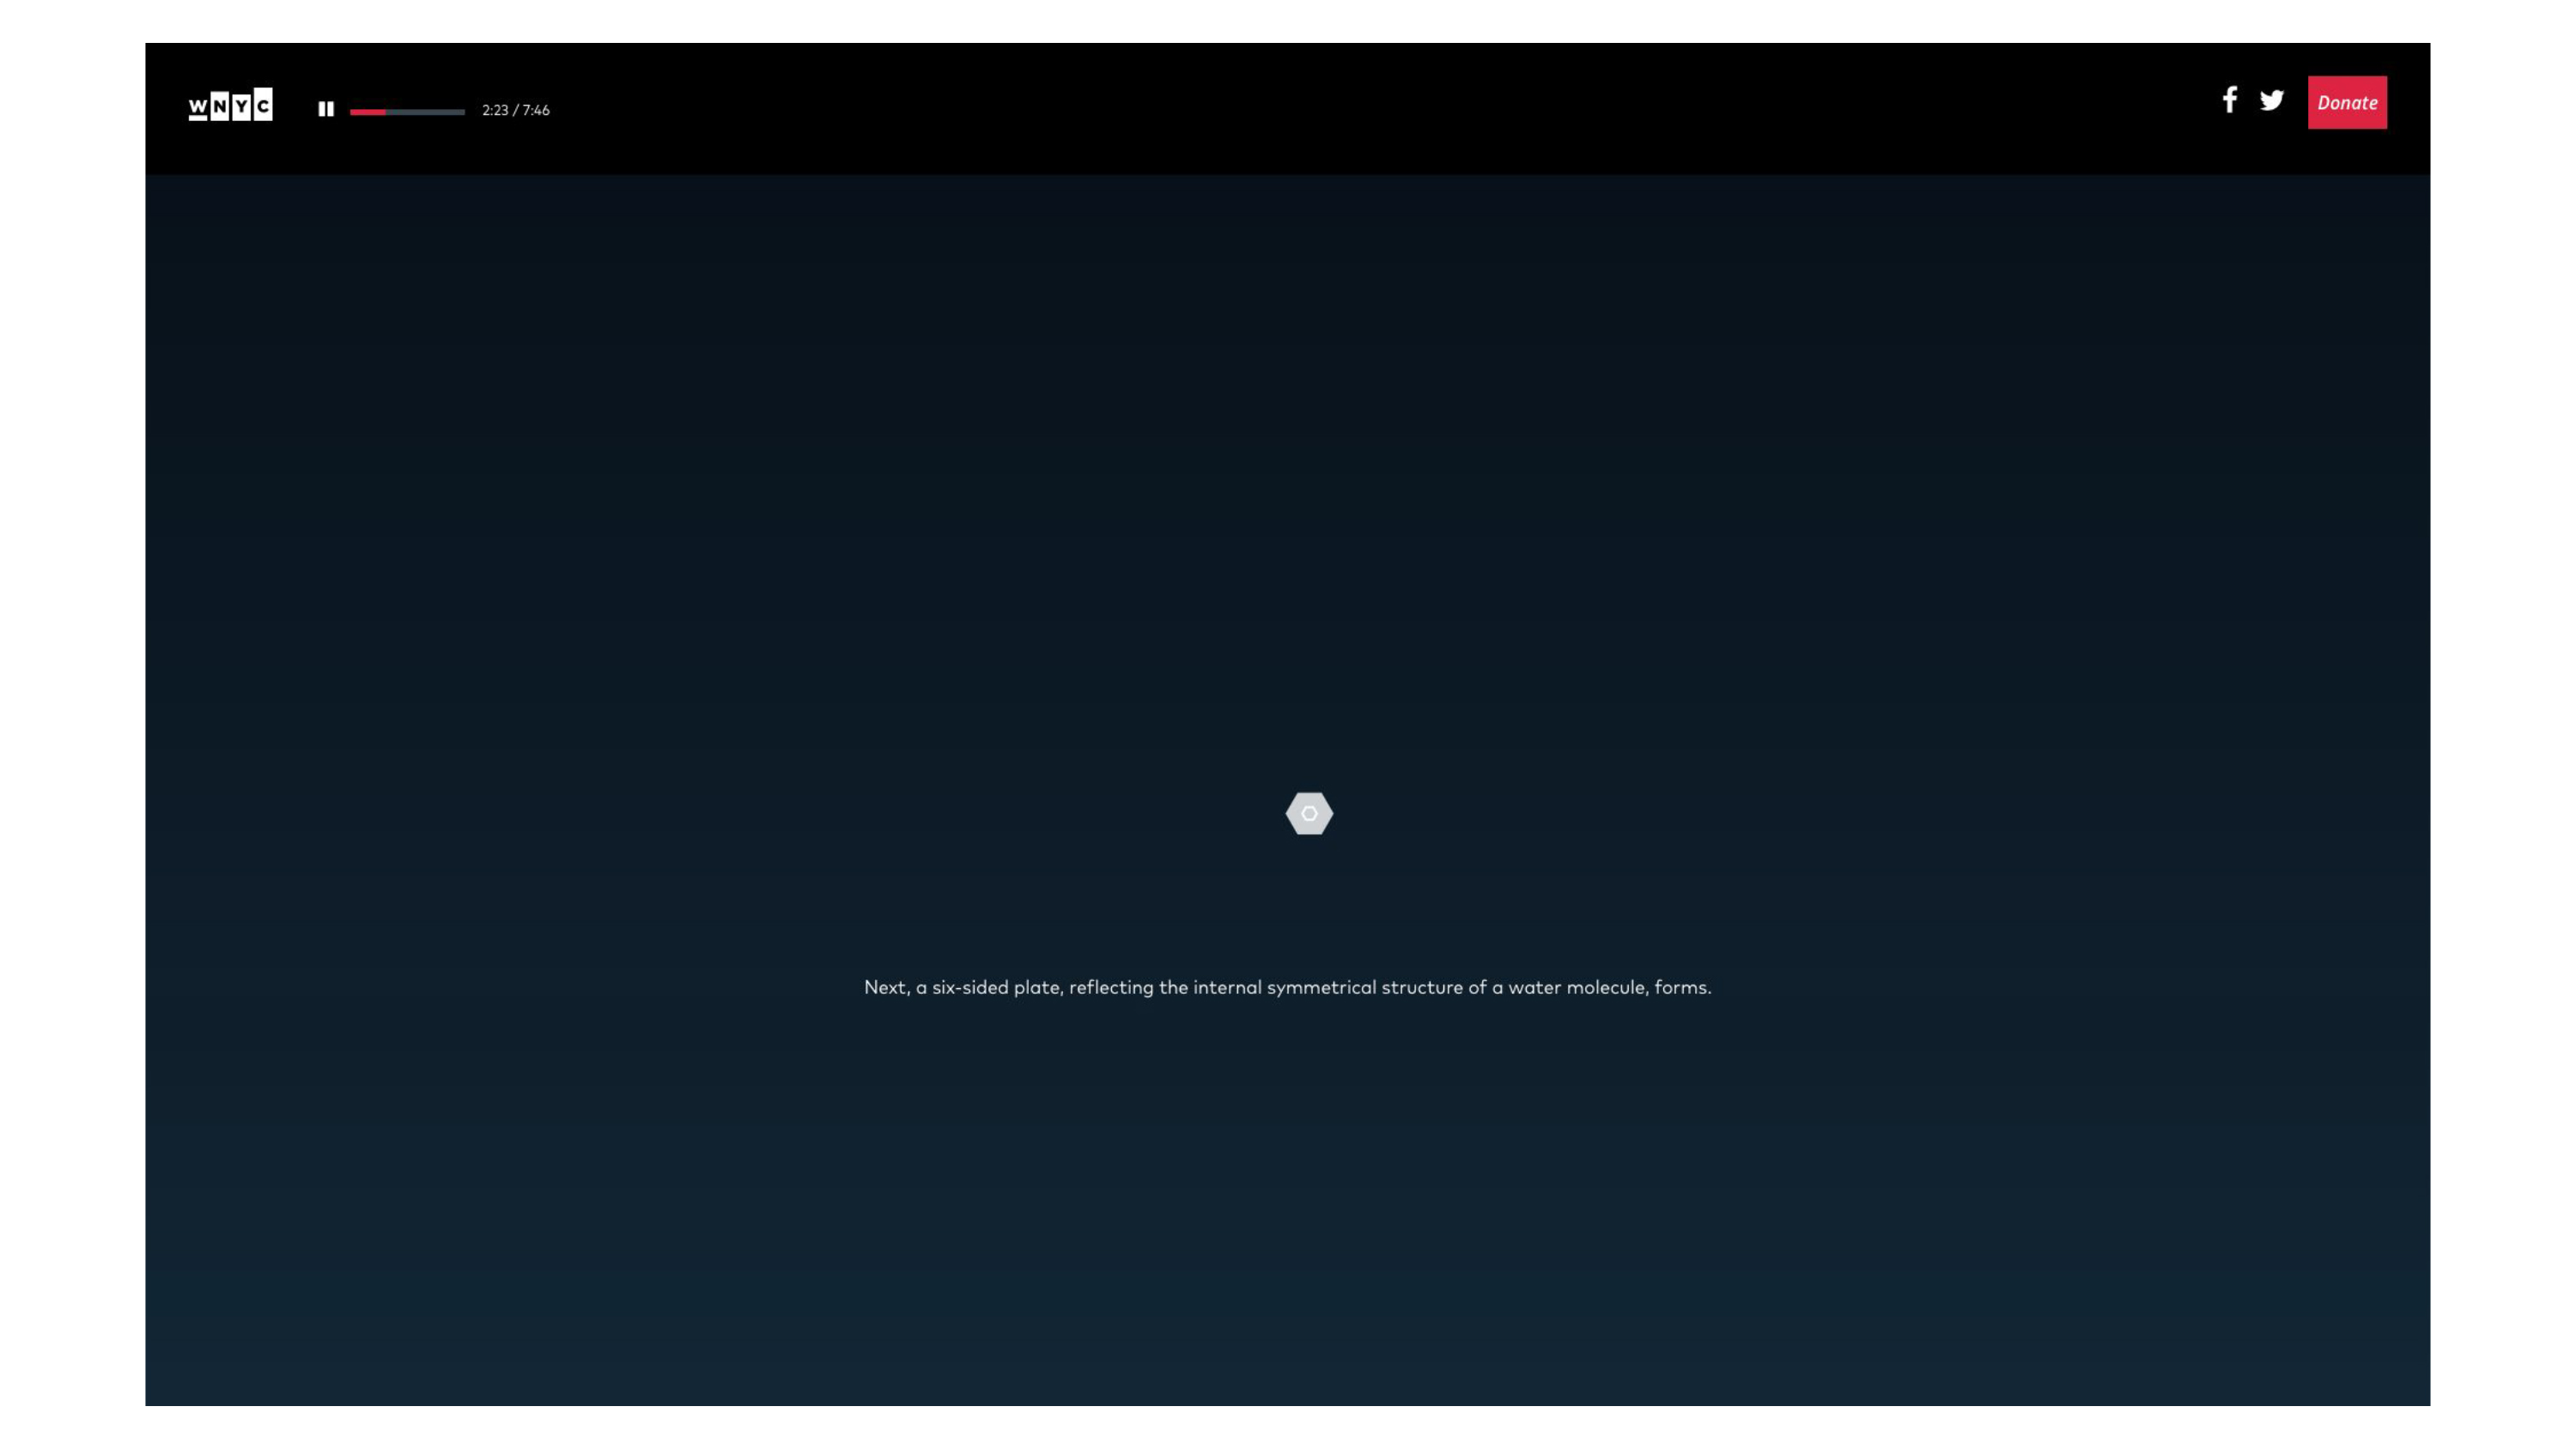 WNYC
2:23 / 7:46
Donate
Next, a six-sided plate, reflecting the internal symmetrical structure of a water molecule, forms.